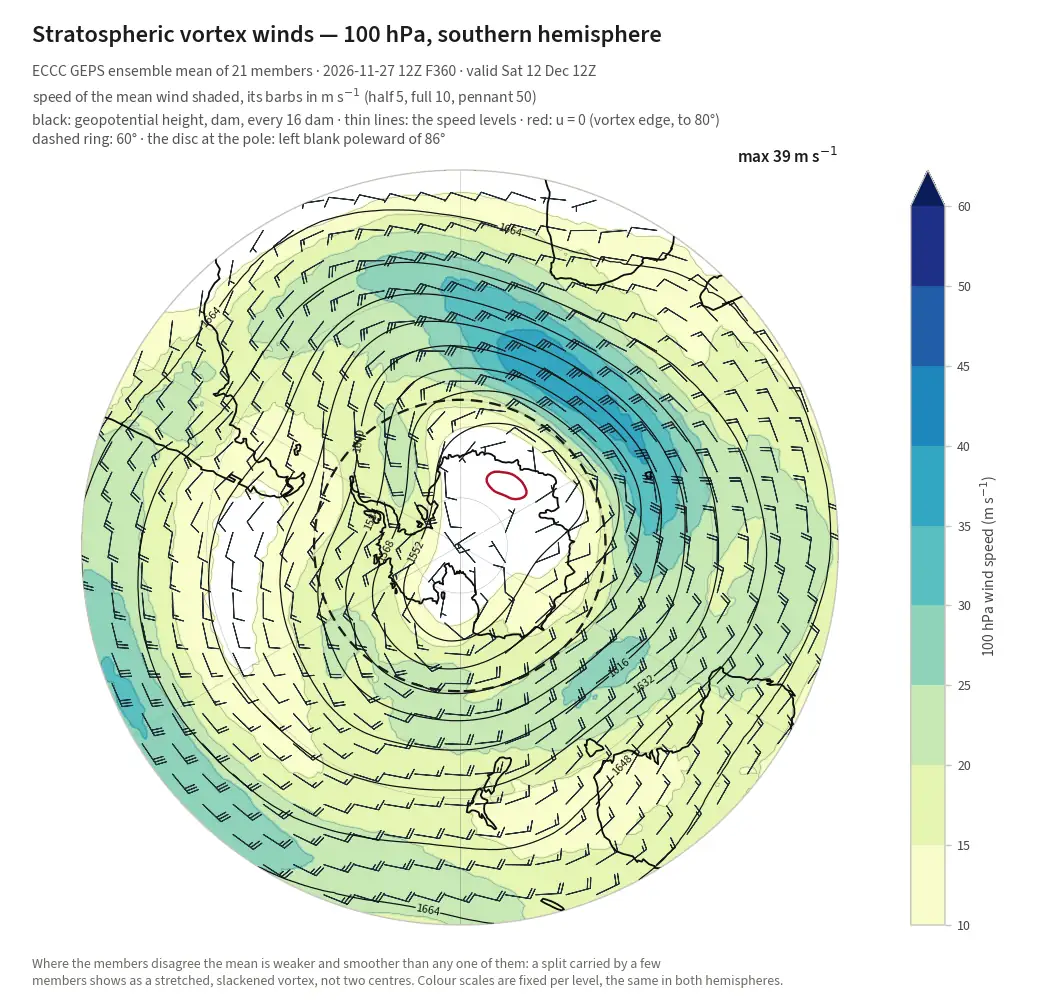 Stratospheric vortex winds — 100 hPa, southern hemisphere
ECCC GEPS ensemble mean of 21 members · 2026-11-27 12Z F360 · valid Sat 12 Dec 12Z
speed of the mean wind shaded, its barbs in m s⁻¹ (half 5, full 10, pennant 50)
black: geopotential height, dam, every 16 dam · thin lines: the speed levels · red: u = 0 (vortex edge, to 80°)
dashed ring: 60° · the disc at the pole: left blank poleward of 86°
max 39 m s⁻¹
1664
1664
1568
1552
1616
1632
1648
1664
60
50
45
40
35
30
25
20
15
10
100 hPa wind speed (m s⁻¹)
Where the members disagree the mean is weaker and smoother than any one of them: a split carried by a few
members shows as a stretched, slackened vortex, not two centres. Colour scales are fixed per level, the same in both hemispheres.